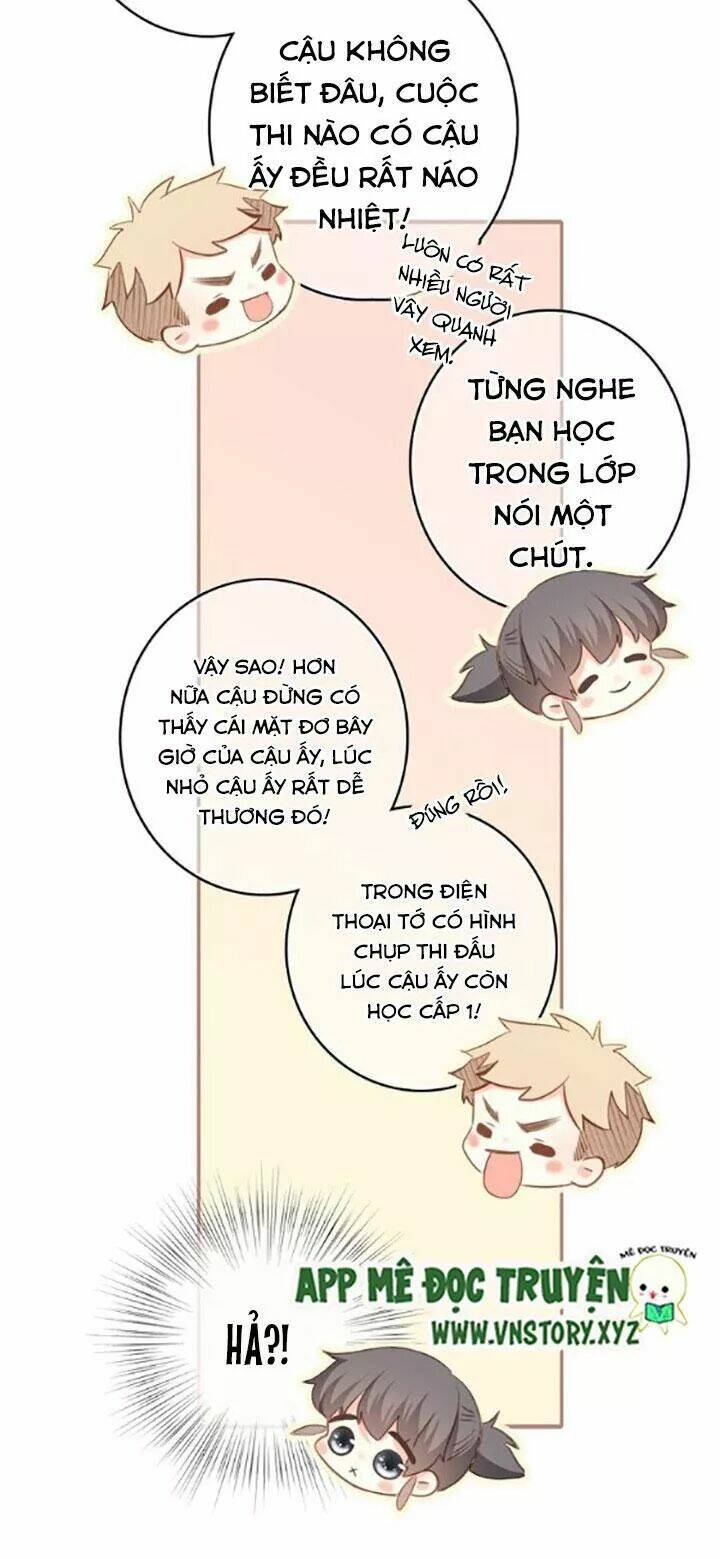 CẬU KHÔNG
BIẾT ĐÂU, CUỘC
THI NÀO CÓ CẬU
ẤY ĐỀU RẤT NÁO
NHIỆT!
LUÔN CÓ RẤT
NHIỀU NGƯỜI
VÂY QUANH
XEM.
TỪNG NGHE
BẠN HỌC
TRONG LỚP
NÓI MỘT
CHÚT.
VẬY SAO! HƠN
NỮA CẬU ĐỪNG CÓ
THẤY CÁI MẶT ĐƠ BÂY
GIỜ CỦA CẬU ẤY, LÚC
NHỎ CẬU ẤY RẤT DỄ
THƯƠNG ĐÓ!
ĐÚNG RỒI!
TRONG ĐIỆN
THOẠI TỚ CÓ HÌNH
CHỤP THI ĐẤU
LÚC CẬU ẤY CÒN
HỌC CẤP 1!
MÊ ĐỌC TRUYỆN
APP MÊ ĐỌC TRUYỆN
WWW.VNSTORY.XYZ
HẢ?!